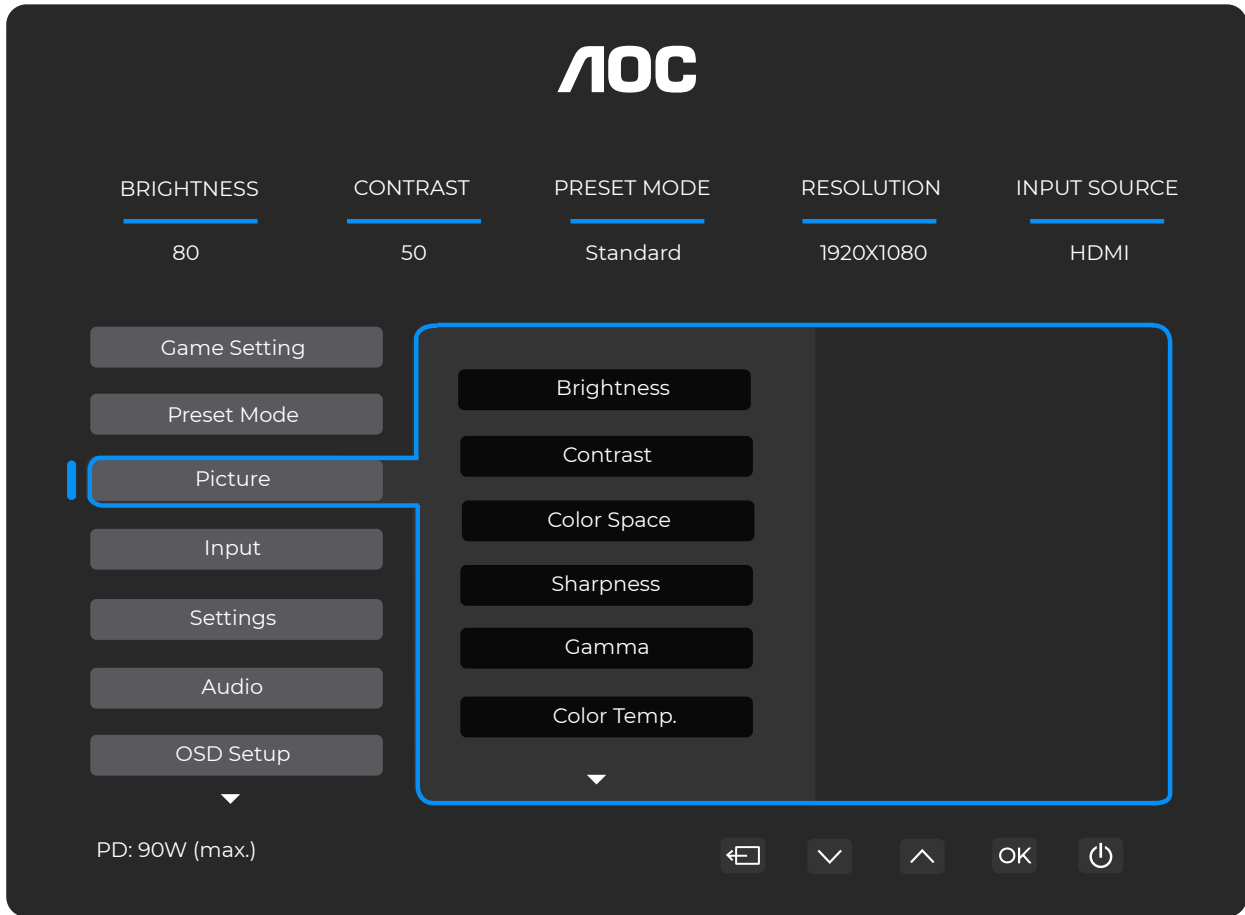 AOC
BRIGHTNESS CONTRAST PRESET MODE RESOLUTION INPUT SOURCE
80 50 Standard 1920X1080 HDMI
Game Setting
Preset Mode
Picture
Input
Settings
Audio
OSD Setup
Brightness
Contrast
Color Space
Sharpness
Gamma
Color Temp.
PD: 90W (max.)
OK